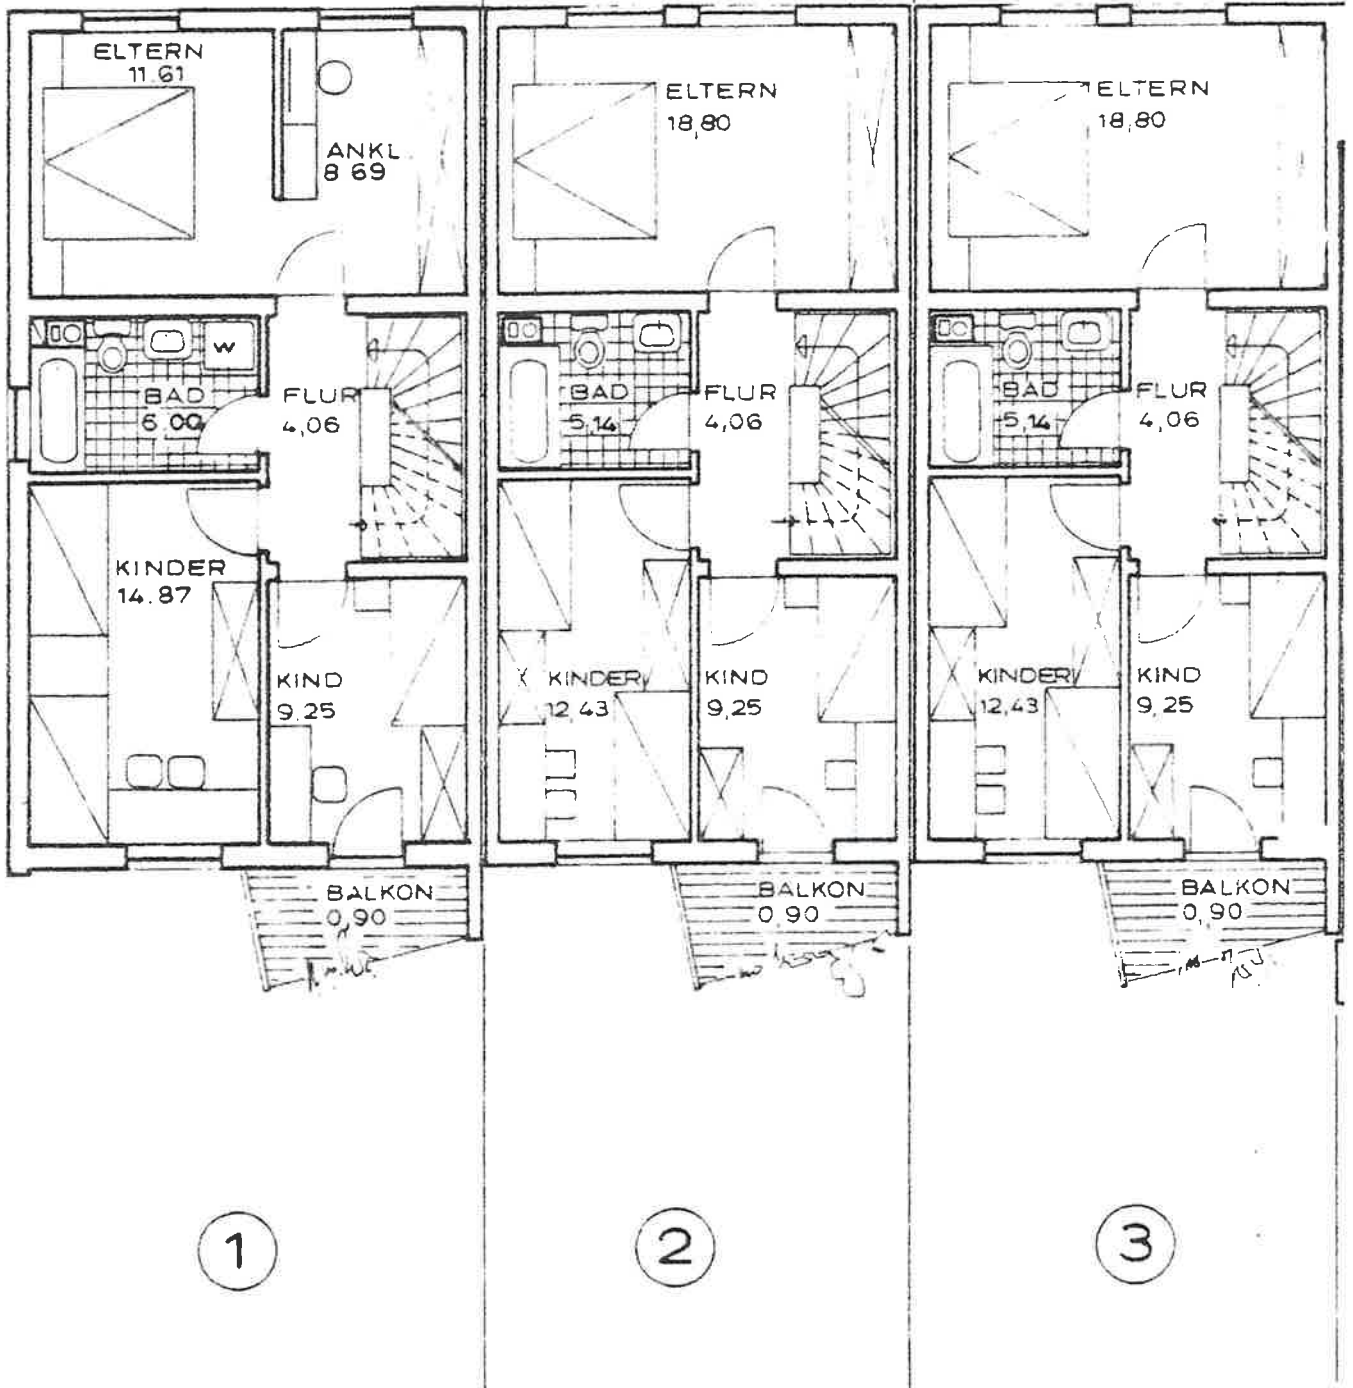 ELTERN
11.61
ANKL
8 69
W
BAD
6.00
FLUR
4,06
KINDER
14.87
KIND
9.25
BALKON
0,90
1
ELTERN
18,80
BAD
5,14
FLUR
4,06
KINDER
12,43
KIND
9,25
BALKON
0,90
2
ELTERN
18,80
BAD
5,14
FLUR
4,06
KINDER
12,43
KIND
9,25
BALKON
0,90
3